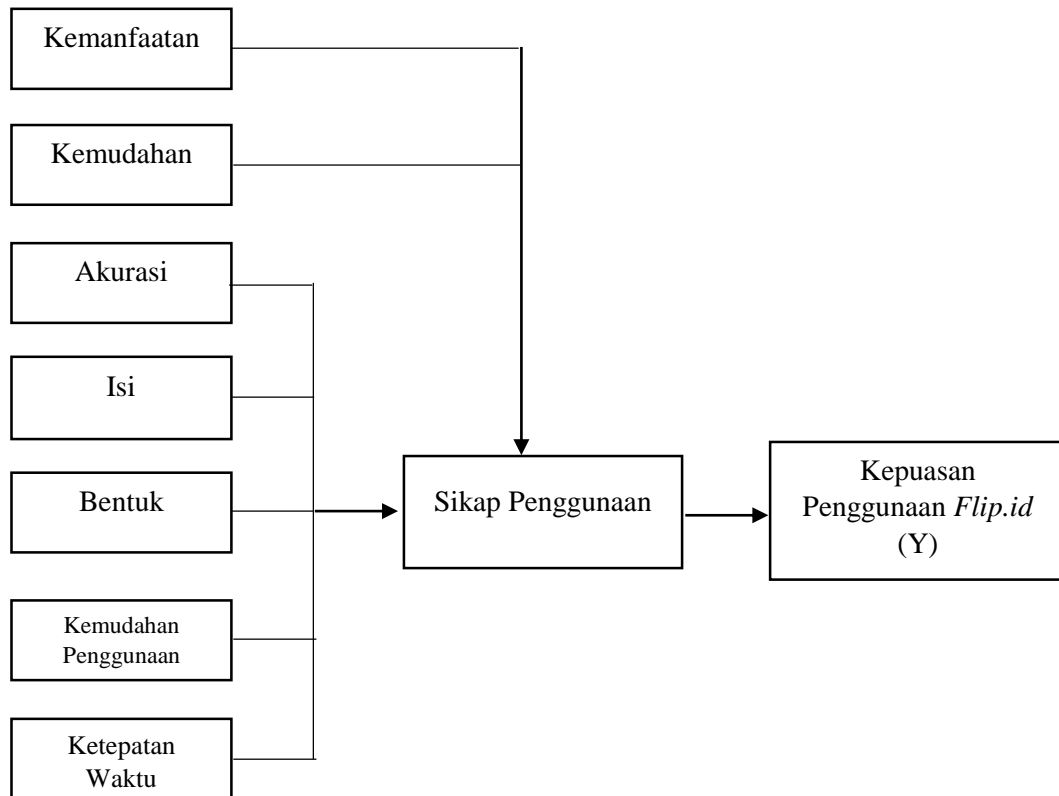 Kemanfaatan
Kemudahan
Akurasi
Isi
Bentuk
Kemudahan
Penggunaan
Ketepatan
Waktu
Sikap Penggunaan
Kepuasan
Penggunaan Flip.id
(Y)